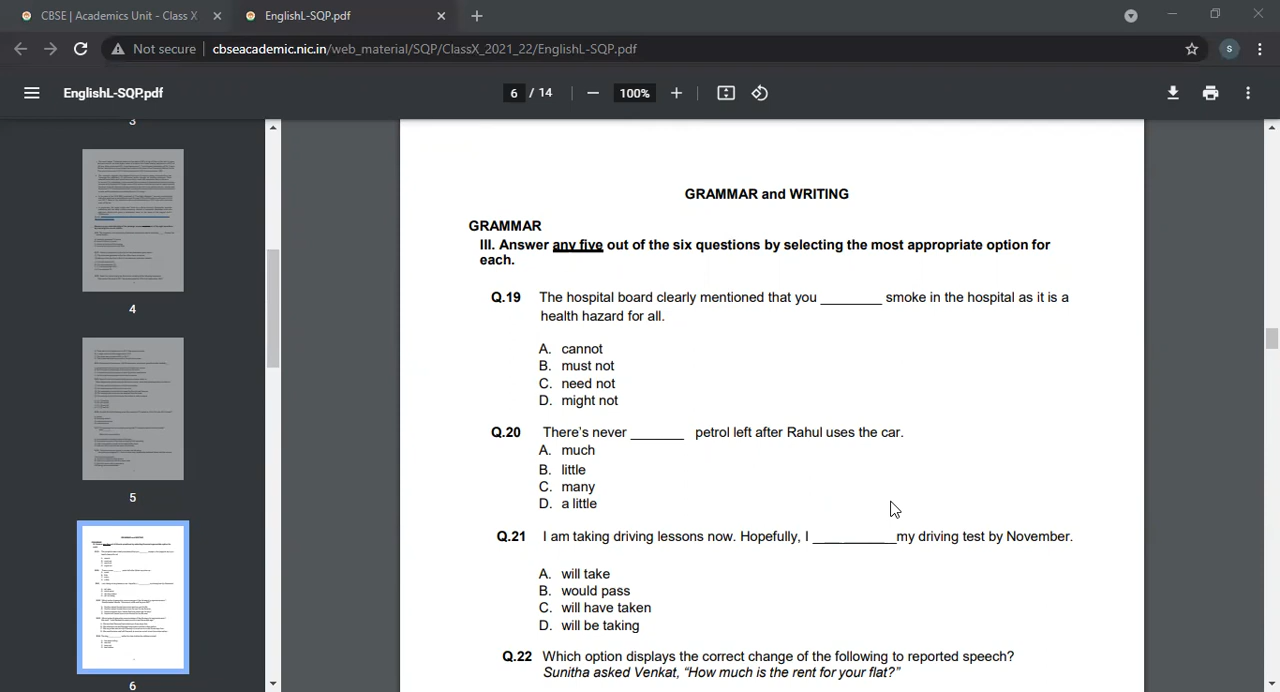 CBSE | Academics Unit - Class X
EnglishL-SQP.pdf
Not secure
cbseacademic.nic.in/web_material/SQP/ClassX_2021_22/EnglishL-SQP.pdf
S
EnglishL-SQP.pdf
6 / 14
100%
3
4
5
6
GRAMMAR and WRITING
GRAMMAR
III. Answer any five out of the six questions by selecting the most appropriate option for
each.
Q.19 The hospital board clearly mentioned that you ________ smoke in the hospital as it is a
health hazard for all.
A. cannot
B. must not
C. need not
D. might not
Q.20 There's never _______ petrol left after Rahul uses the car.
A. much
B. little
C. many
D. a little
Q.21 I am taking driving lessons now. Hopefully, I ___________my driving test by November.
A. will take
B. would pass
C. will have taken
D. will be taking
Q.22 Which option displays the correct change of the following to reported speech?
Sunitha asked Venkat, “How much is the rent for your flat?”